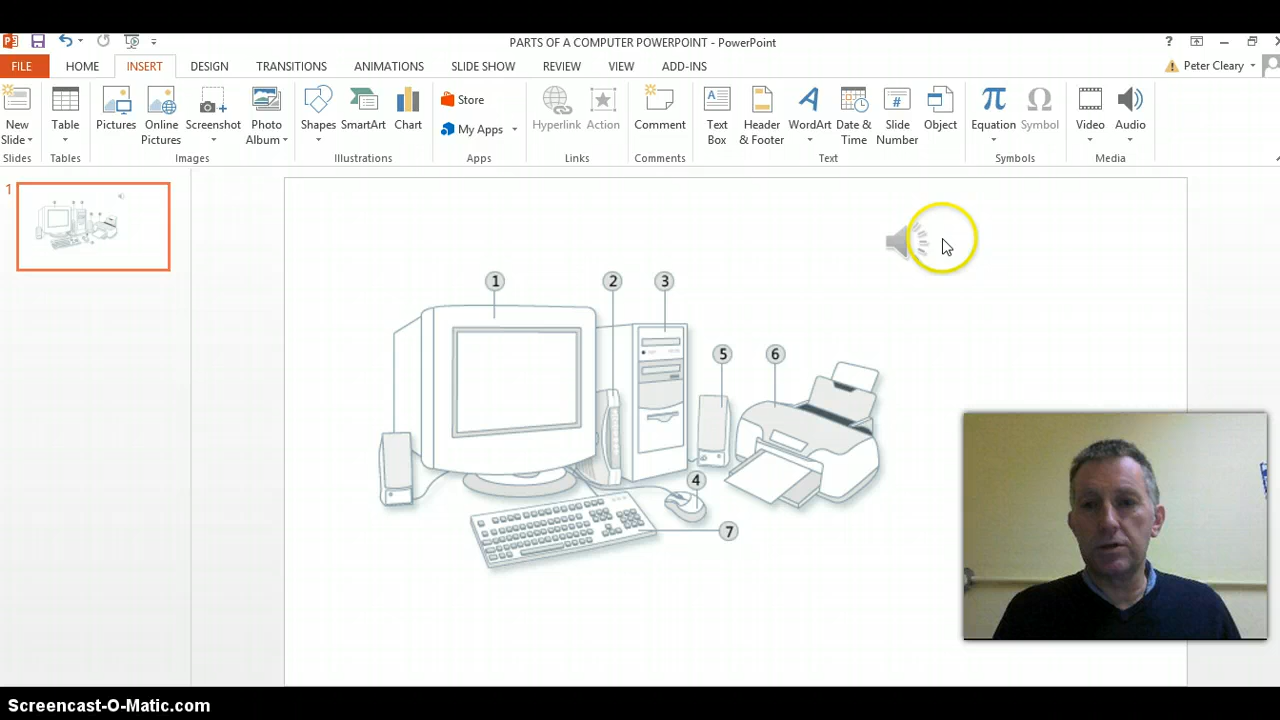 PARTS OF A COMPUTER POWERPOINT - PowerPoint
?
FILE HOME INSERT DESIGN TRANSITIONS ANIMATIONS SLIDE SHOW REVIEW VIEW ADD-INS
Peter Cleary
New
Slide
Table
Pictures
Online
Pictures
Screenshot
Photo
Album
Shapes
SmartArt
Chart
Store
My Apps
Hyperlink
Action
Comment
Text
Box
Header
& Footer
WordArt
Date &
Time
Slide
Number
Object
Equation
Symbol
Video
Audio
Slides Tables Images Illustrations Apps Links Comments Text Symbols Media
1
1 2 3
5 6
4
7
Screencast-O-Matic.com